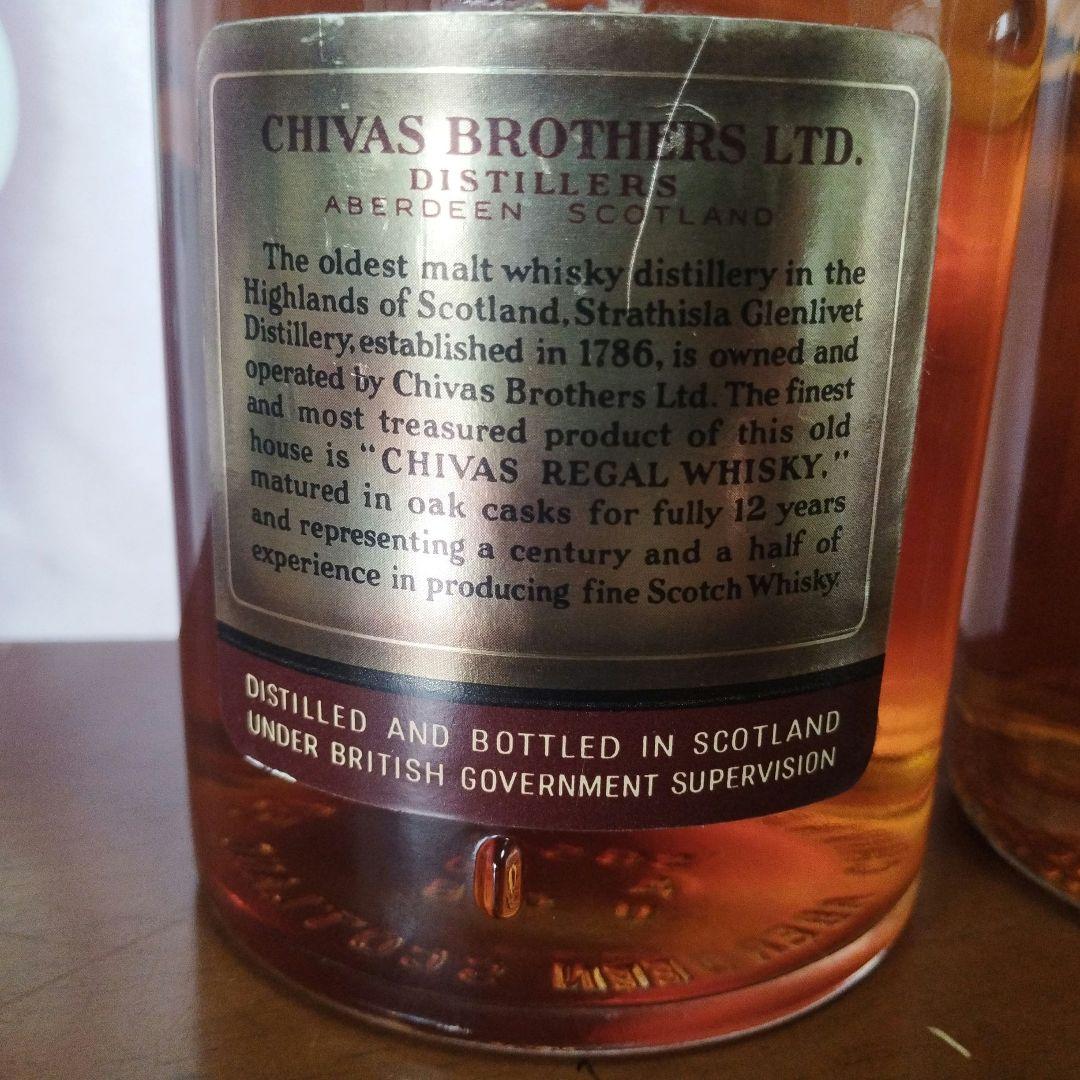 CHIVAS BROTHERS LTD.
DISTILLERS
ABERDEEN SCOTLAND
The oldest malt whisky distillery in the
Highlands of Scotland, Strathisla Glenlivet
Distillery, established in 1786, is owned and
operated by Chivas Brothers Ltd. The finest
and most treasured product of this old
house is "CHIVAS REGAL WHISKY,"
matured in oak casks for fully 12 years
and representing a century and a half of
experience in producing fine Scotch Whisky
DISTILLED AND BOTTLED IN SCOTLAND
UNDER BRITISH GOVERNMENT SUPERVISION